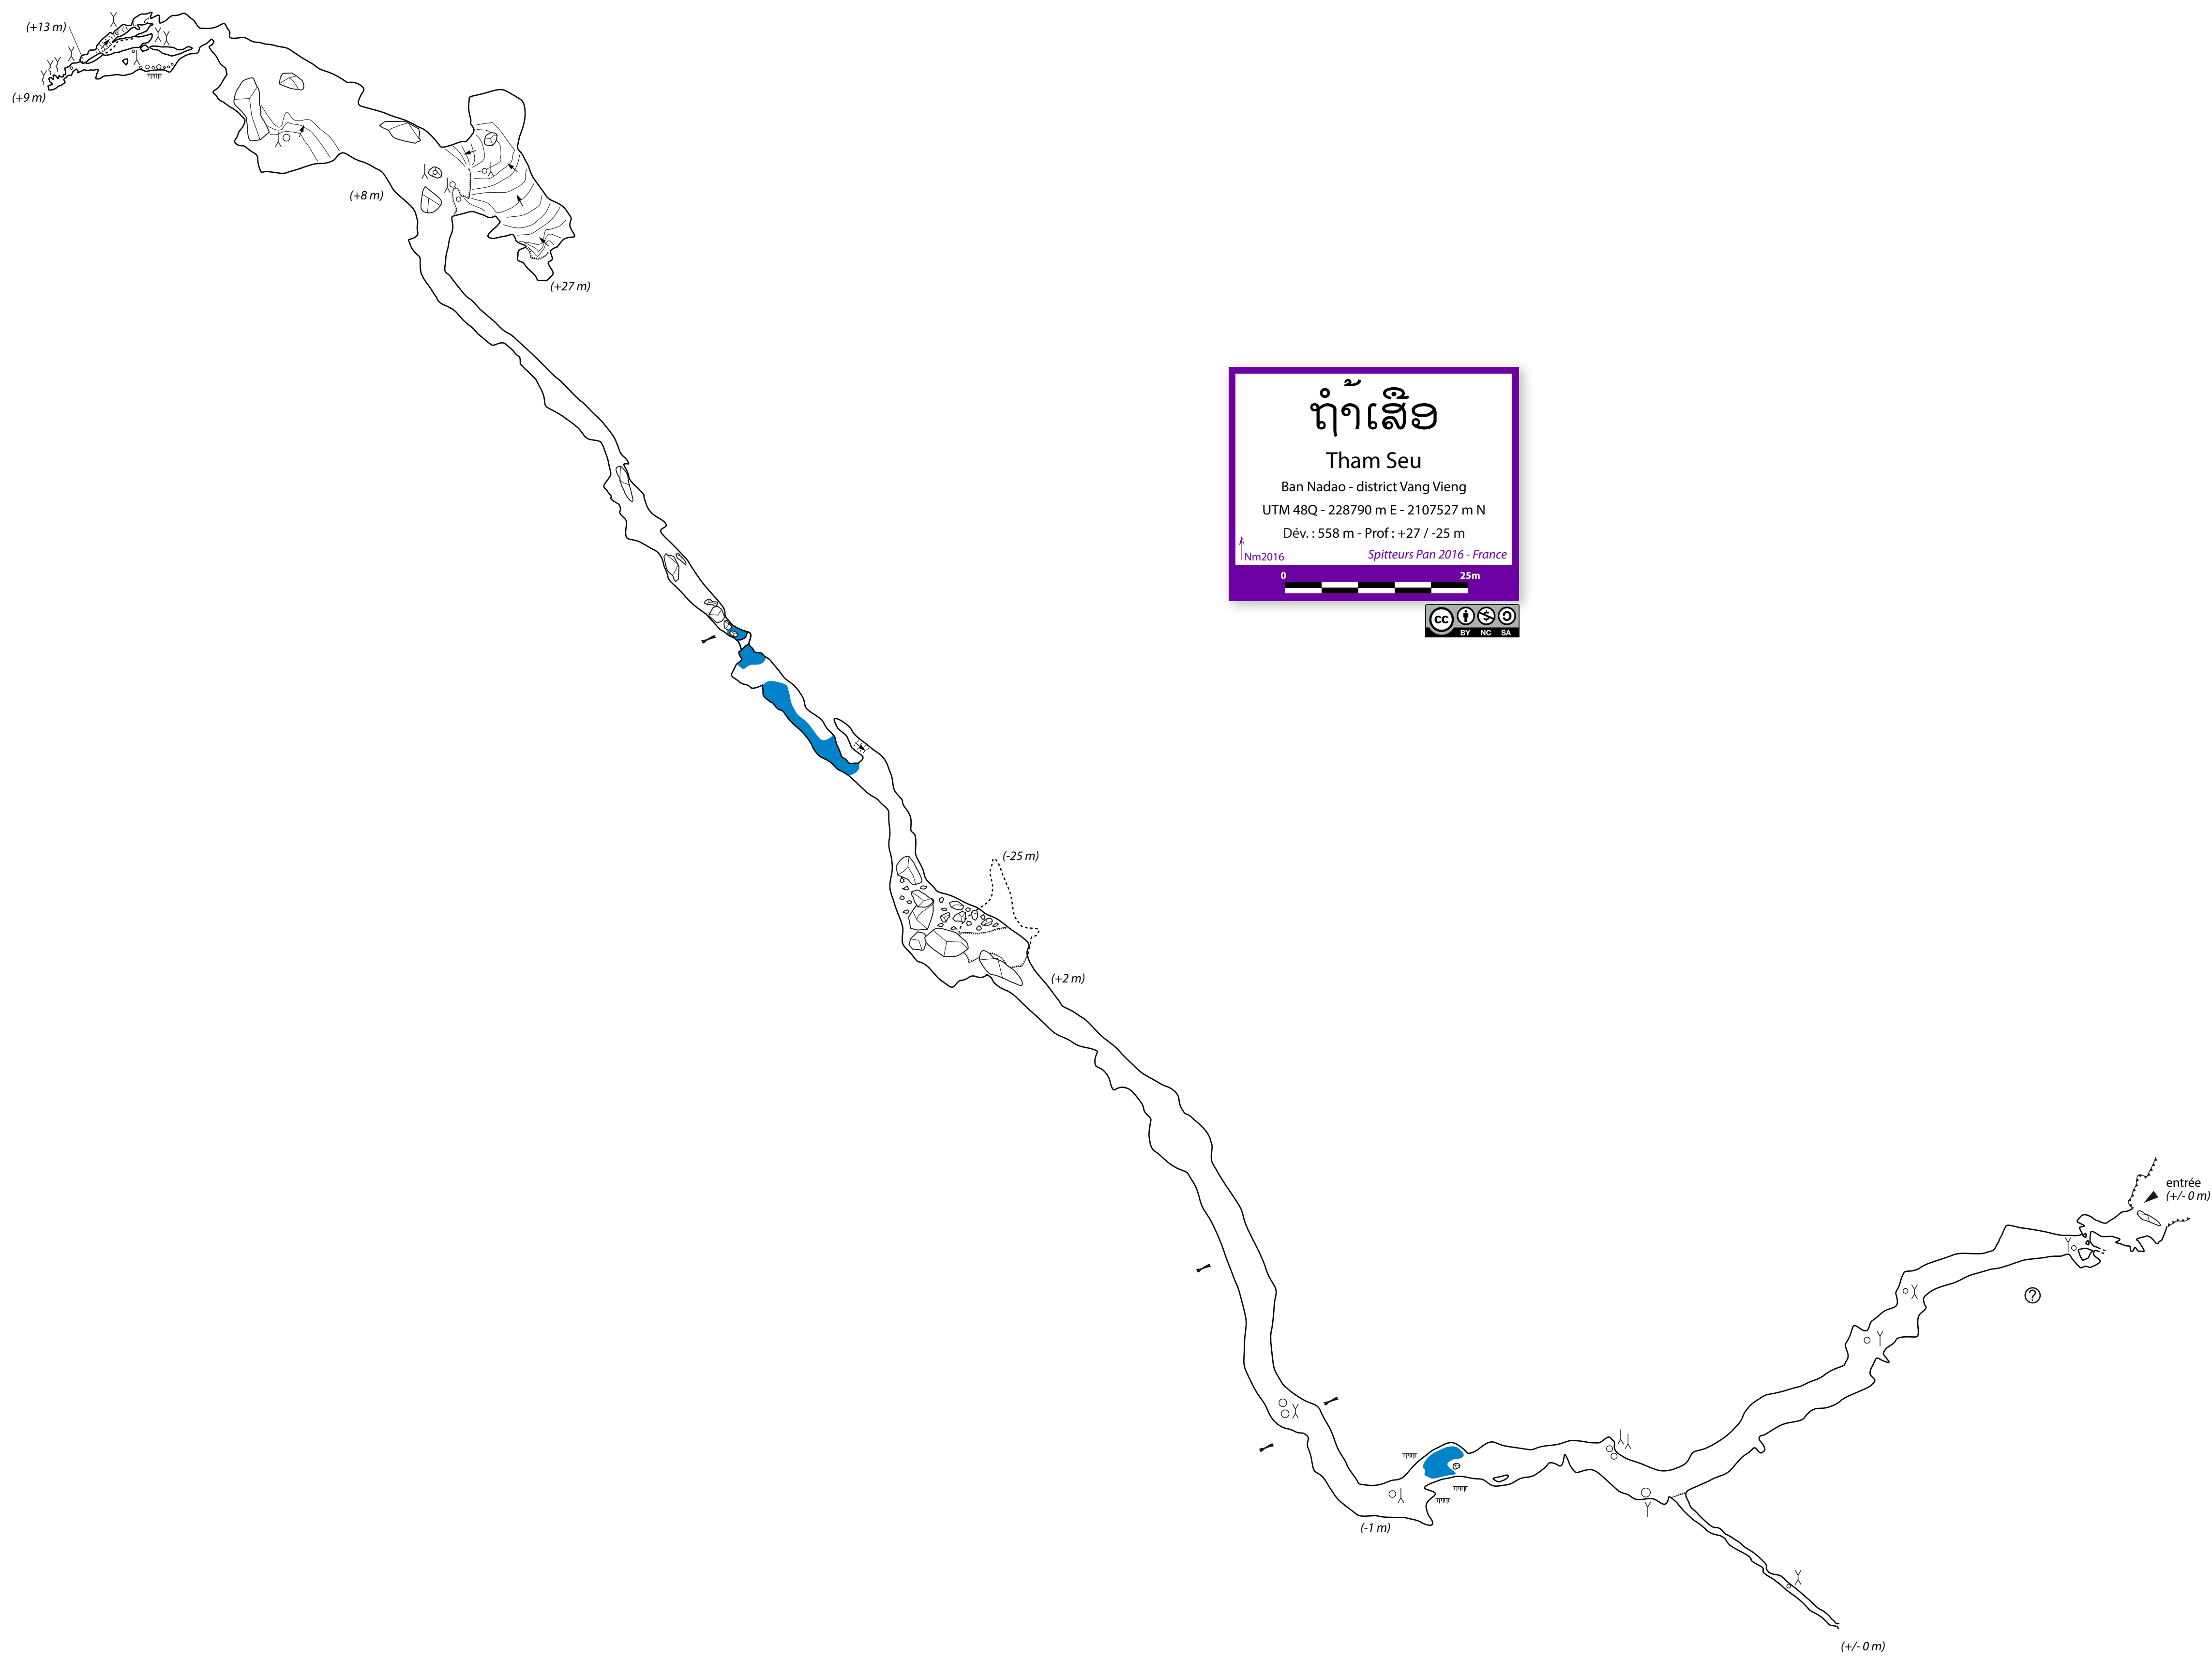 (+13 m)
(+9 m)
(+8 m)
(+27 m)
ຖ້ຳເສືອ
Tham Seu
Ban Nadao - district Vang Vieng
UTM 48Q - 228790 m E - 2107527 m N
Dév. : 558 m - Prof : +27 / -25 m
Nm2016
Spitteurs Pan 2016 - France
0 25m
cc
BY NC SA
(-25 m)
(+2 m)
entrée
(+/- 0 m)
?
(-1 m)
(+/- 0 m)